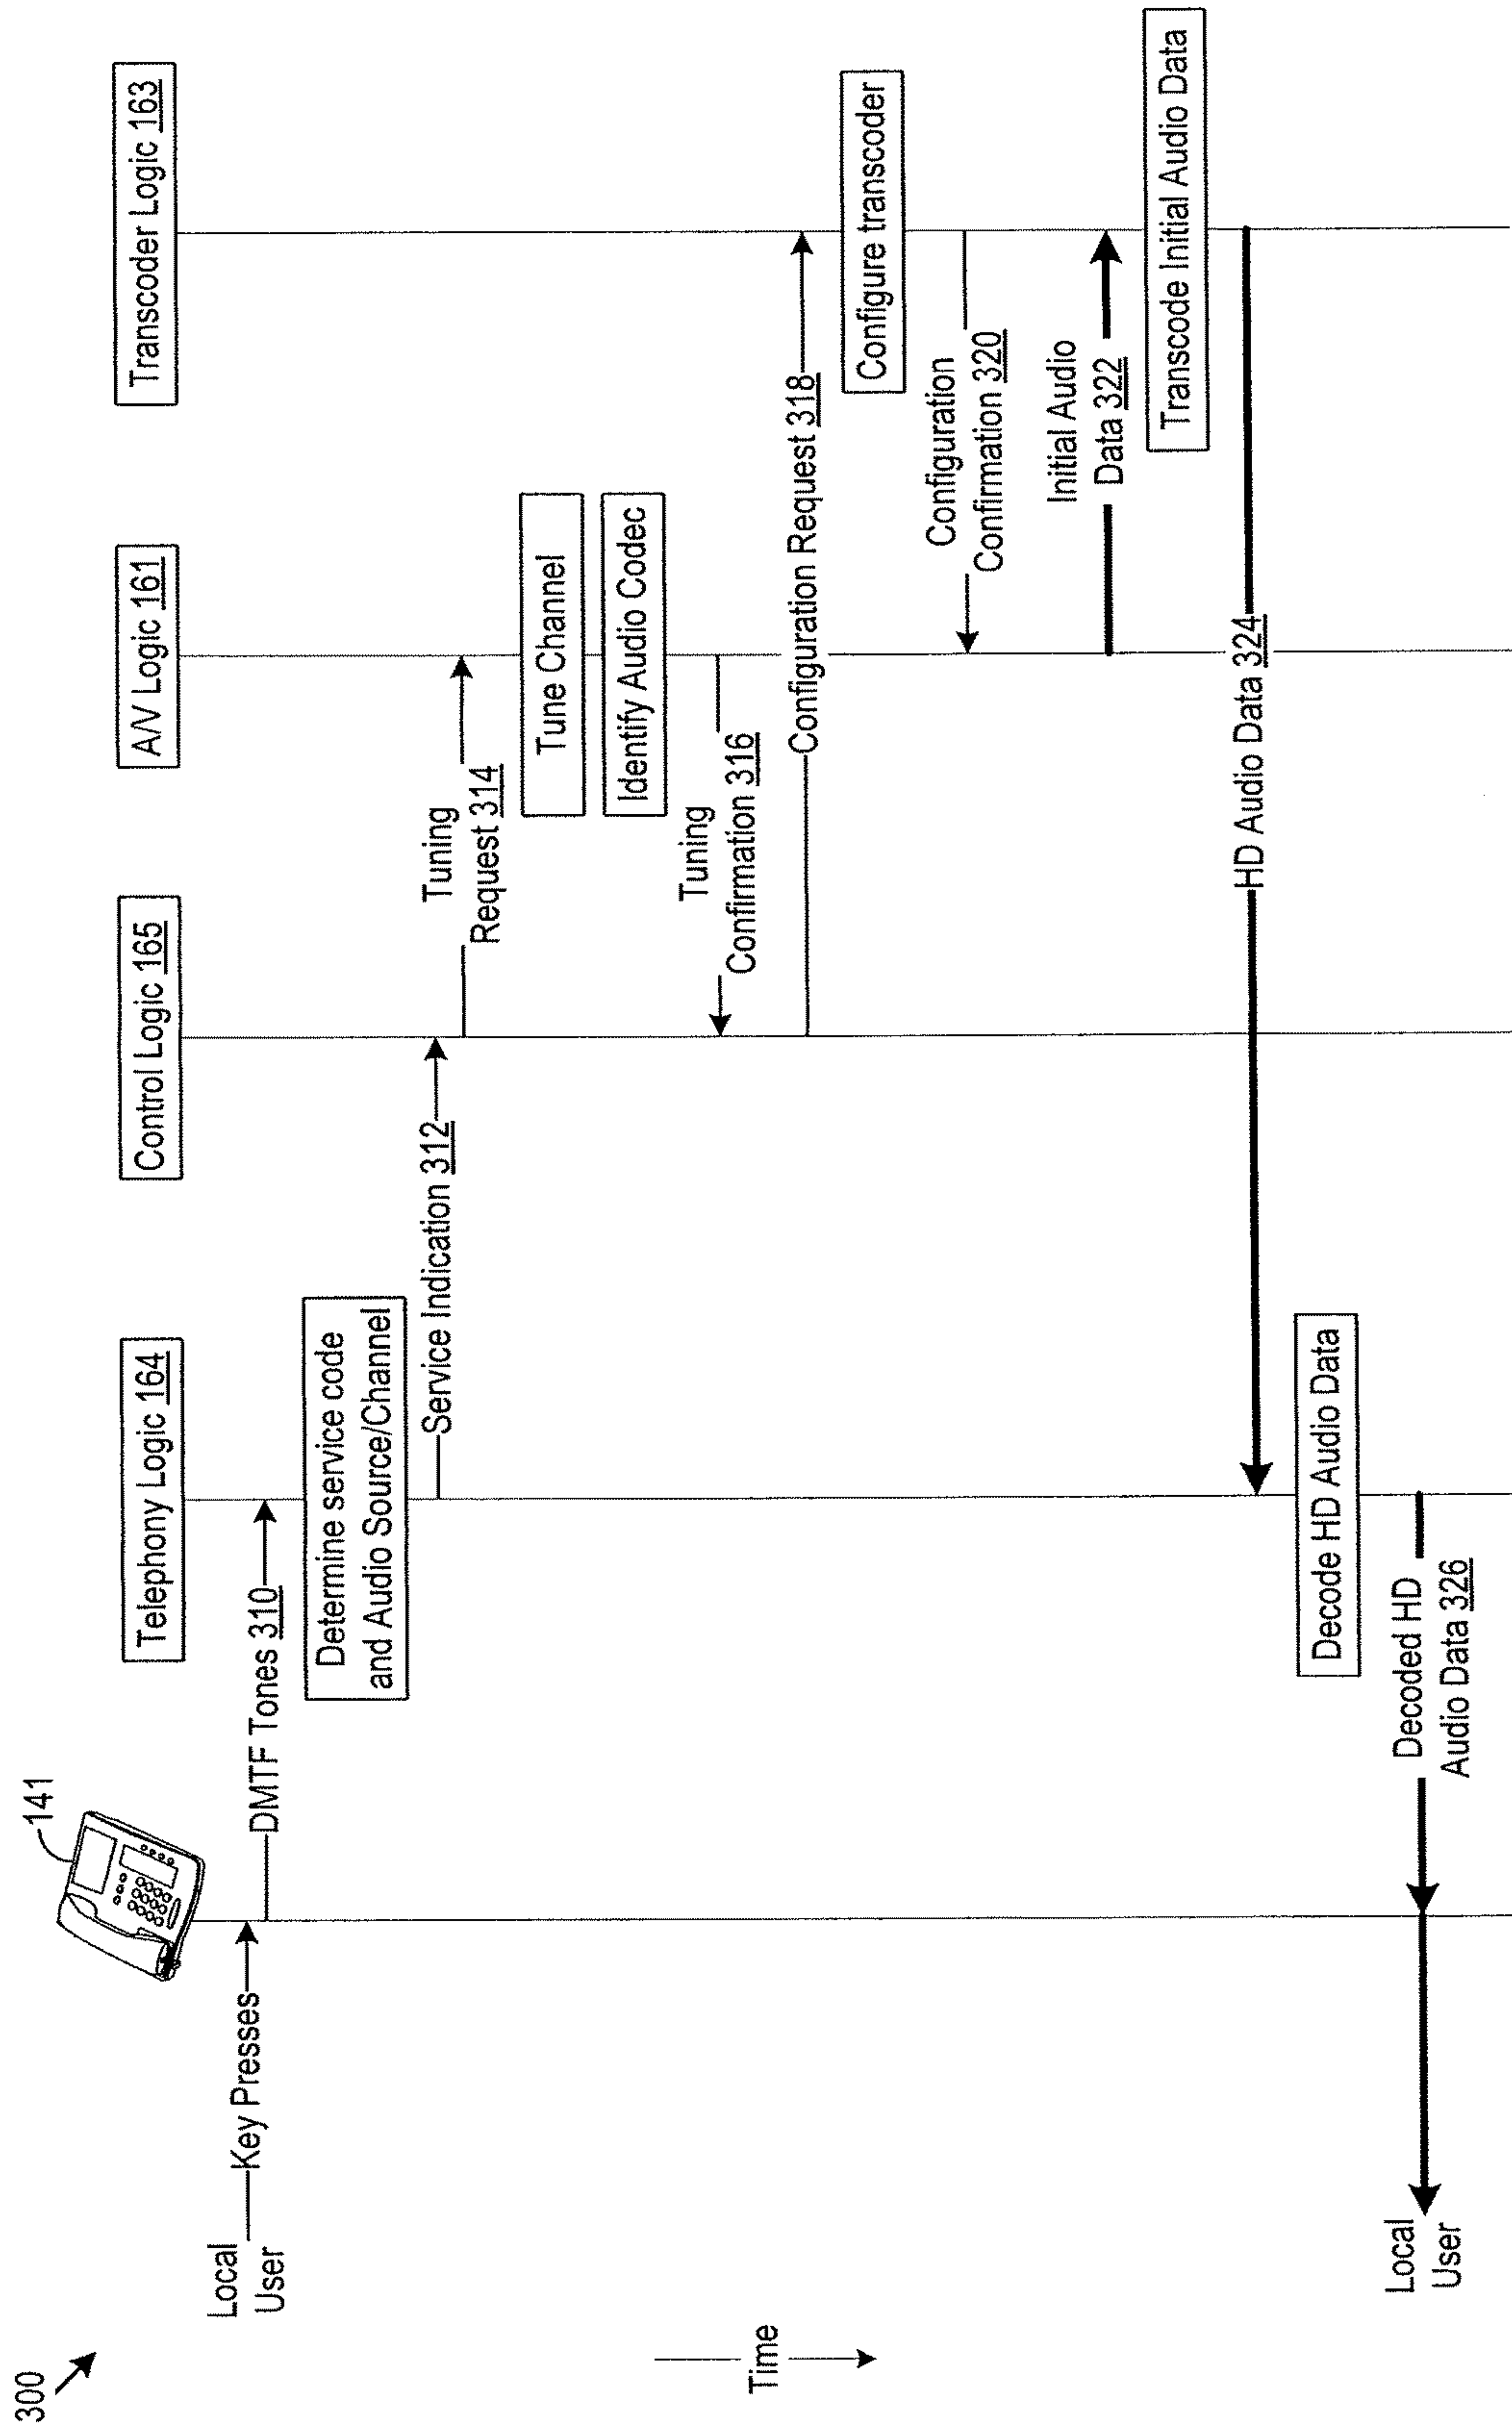 300
141
Telephony Logic 164
Control Logic 165
A/V Logic 161
Transcoder Logic 163
Local
User
Key Presses
DMTF Tones 310
Determine service code
and Audio Source/Channel
Service Indication 312
Tuning
Request 314
Tune Channel
Identify Audio Codec
Tuning
Confirmation 316
Configuration Request 318
Configure transcoder
Configuration
Confirmation 320
Initial Audio
Data 322
Transcode Initial Audio Data
HD Audio Data 324
Decode HD Audio Data
Decoded HD
Audio Data 326
Local
User
Time